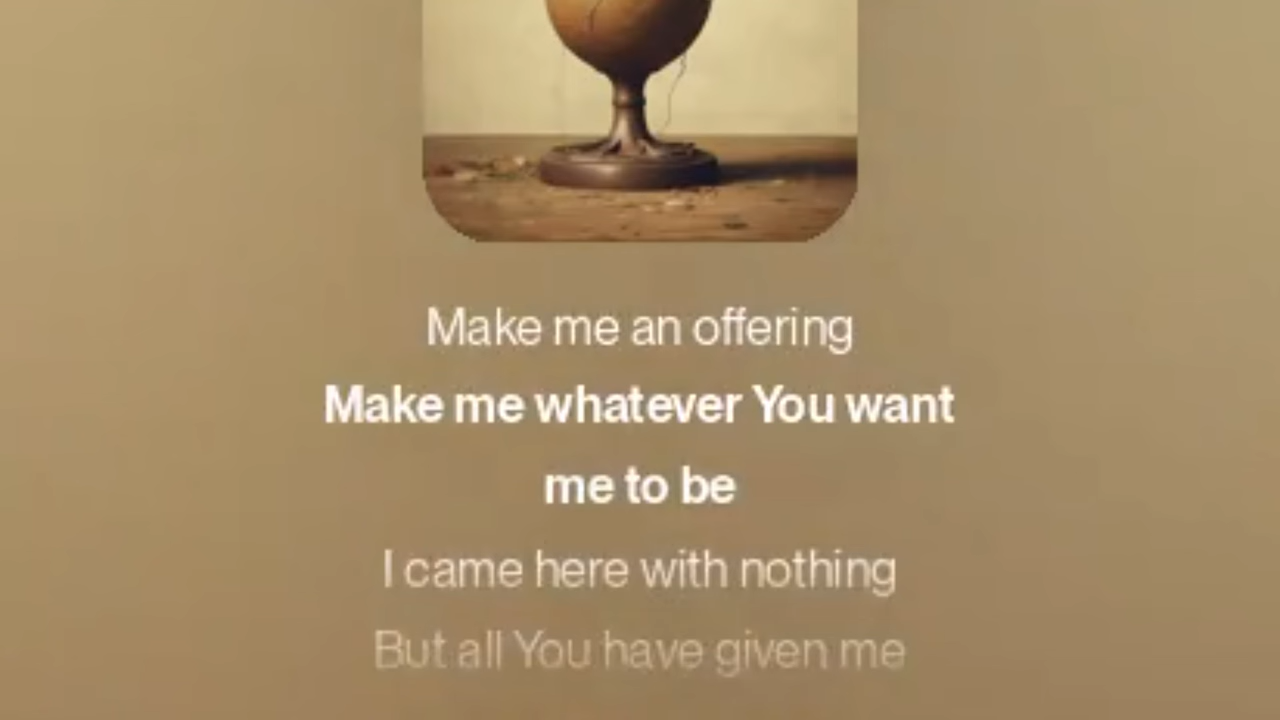 Make me an offering
Make me whatever You want
me to be
I came here with nothing
But all You have given me